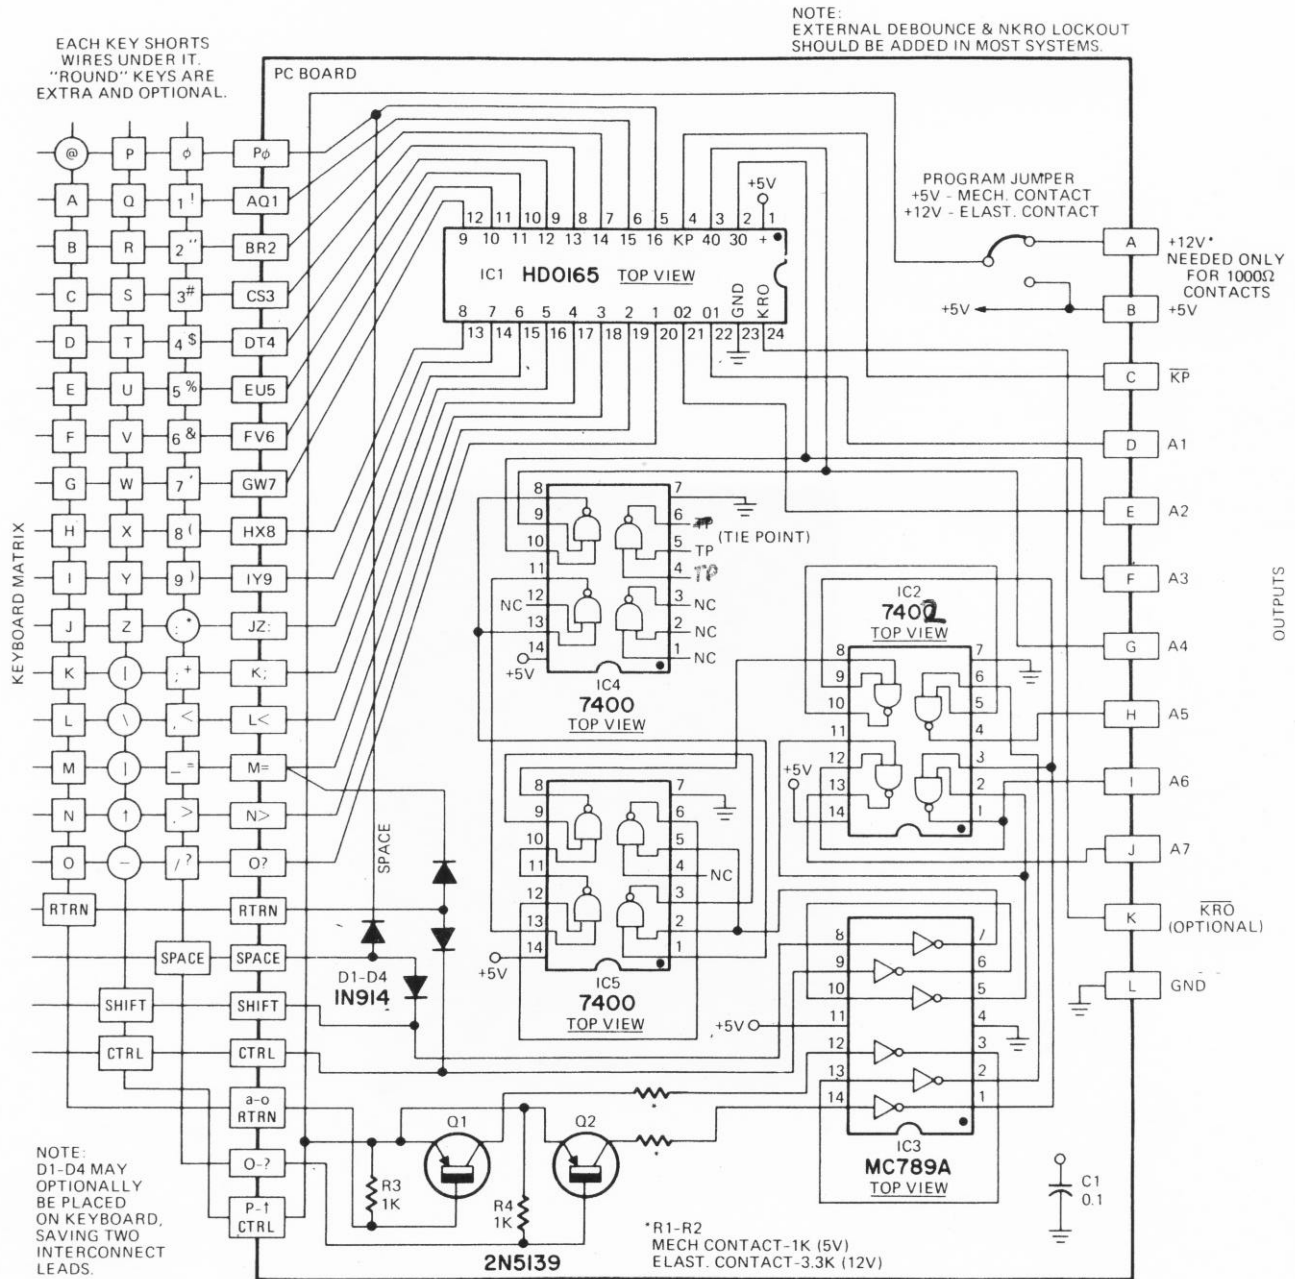 NOTE:
EXTERNAL DEBOUNCE & NKRO LOCKOUT
SHOULD BE ADDED IN MOST SYSTEMS.
EACH KEY SHORTS
WIRES UNDER IT.
"ROUND" KEYS ARE
EXTRA AND OPTIONAL.
PC BOARD
KEYBOARD MATRIX
@ P ϕ Pϕ
A Q 1 ! AQ1
B R 2 " BR2
C S 3 # CS3
D T 4 $ DT4
E U 5 % EU5
F V 6 & FV6
G W 7 ' GW7
H X 8 ( HX8
I Y 9 ) IY9
J Z : * JZ:
K | ; + K;
L \ , < L<
M | _ = M=
N ↑ . > N>
O — / ? O?
RTRN RTRN
SPACE SPACE
SHIFT SHIFT
CTRL CTRL
a-o
RTRN
O-?
P-↑
CTRL
NOTE:
D1-D4 MAY
OPTIONALLY
BE PLACED
ON KEYBOARD,
SAVING TWO
INTERCONNECT
LEADS.
SPACE
D1-D4
1N914
+5V
12 11 10 9 8 7 6 5 4 3 2 1
9 10 11 12 13 14 15 16 KP 40 30 +
IC1 HD0165 TOP VIEW
8 7 6 5 4 3 2 1 02 01 GND KRO
13 14 15 16 17 18 19 20 21 22 23 24
PROGRAM JUMPER
+5V - MECH. CONTACT
+12V - ELAST. CONTACT
+5V
A +12V*
NEEDED ONLY
FOR 1000Ω
CONTACTS
B +5V
C K̅P̅
D A1
E A2
F A3
G A4
H A5
I A6
J A7
K K̅R̅O̅
(OPTIONAL)
L GND
OUTPUTS
8 7
9 6
(TIE POINT)
10 5 TP
11 4 TP
NC 12 3 NC
13 2 NC
14 1 NC
+5V
IC4
7400
TOP VIEW
IC2
7402
TOP VIEW
8 7
9 6
10 5
11 4
12 3
+5V
13 2
14 1
8 7
9 6
10 5
11 4 NC
12 3
13 2
14 1
+5V
IC5
7400
TOP VIEW
8 7
9 6
10 5
+5V 11 4
12 3
13 2
14 1
IC3
MC789A
TOP VIEW
Q1 Q2
* *
R3
1K
R4
1K
2N5139
*R1-R2
MECH CONTACT-1K (5V)
ELAST. CONTACT-3.3K (12V)
C1
0.1